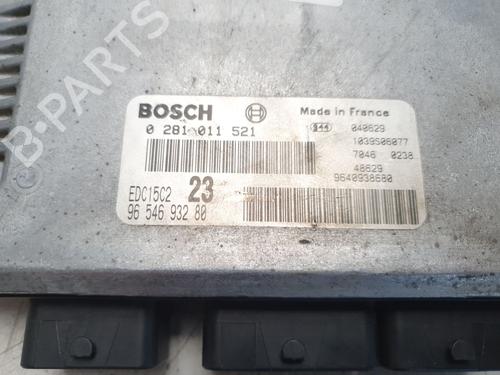 B-PARTS
BOSCH
Made in France
0 281 011 521
040629
1039S06077
7046 0238
48629
9640938680
EDC15C2 23
96 546 932 80